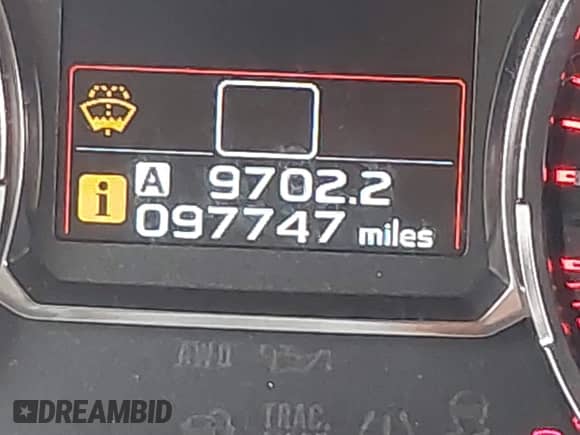 A 9702.2
i 097747 miles
AWD
TRAC
DREAMBID